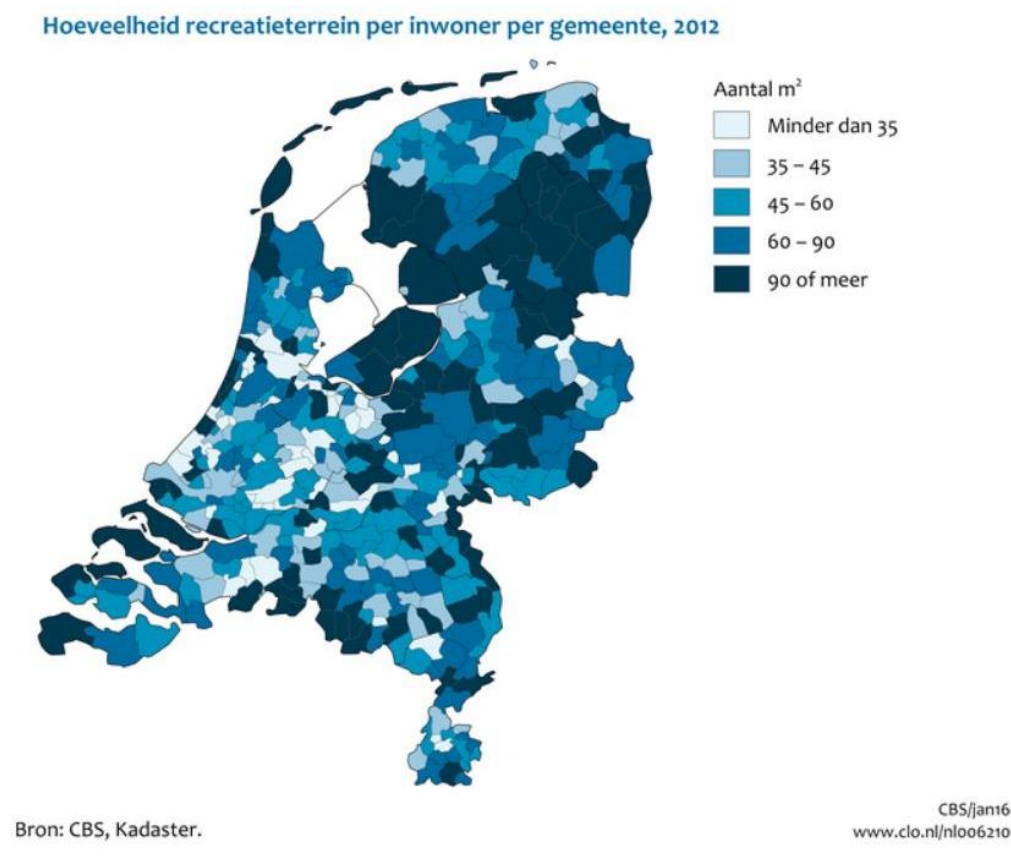 Hoeveelheid recreatieterrein per inwoner per gemeente, 2012
Aantal m²
Minder dan 35
35 – 45
45 – 60
60 – 90
90 of meer
CBS/jan16
Bron: CBS, Kadaster.
www.clo.nl/nl006210